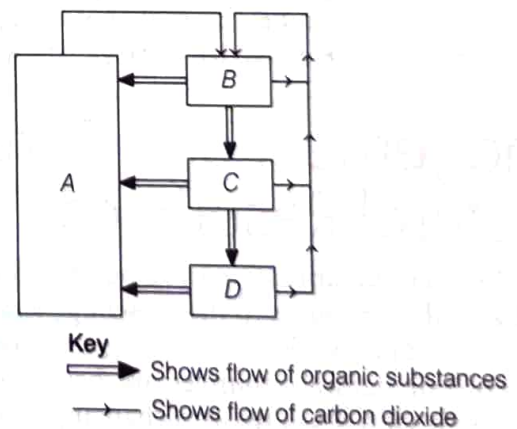 B
A
C
D
Key
Shows flow of organic substances
Shows flow of carbon dioxide